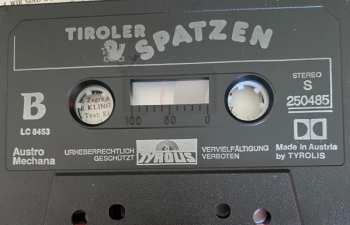 TIROLER
SPATZEN
STEREO
S
250485
B
LC 8453
KLING
100 50 0
Austro
Mechana
URHEBERRECHTLICH
GESCHÜTZT
TYROLIS
VERVIELFÄLTIGUNG
VERBOTEN
Made in Austria
by TYROLIS